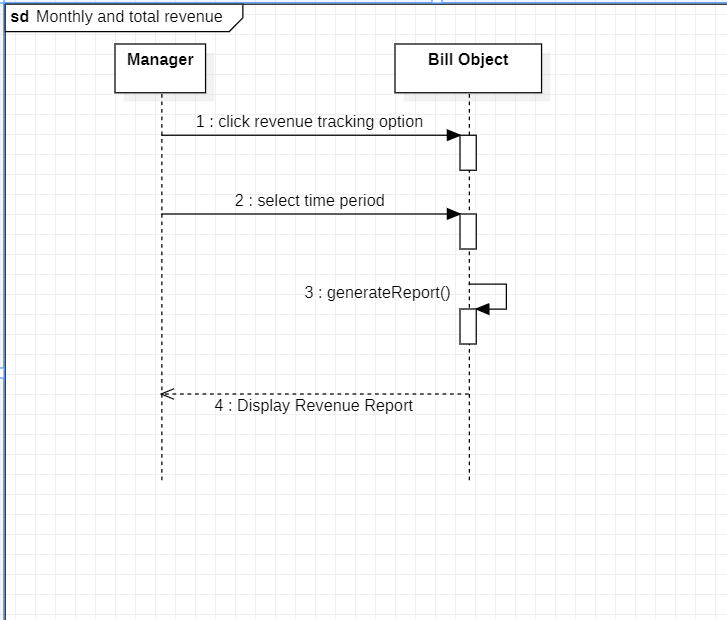 sd Monthly and total revenue
Manager
Bill Object
1 : click revenue tracking option
2 : select time period
3 : generateReport()
4 : Display Revenue Report